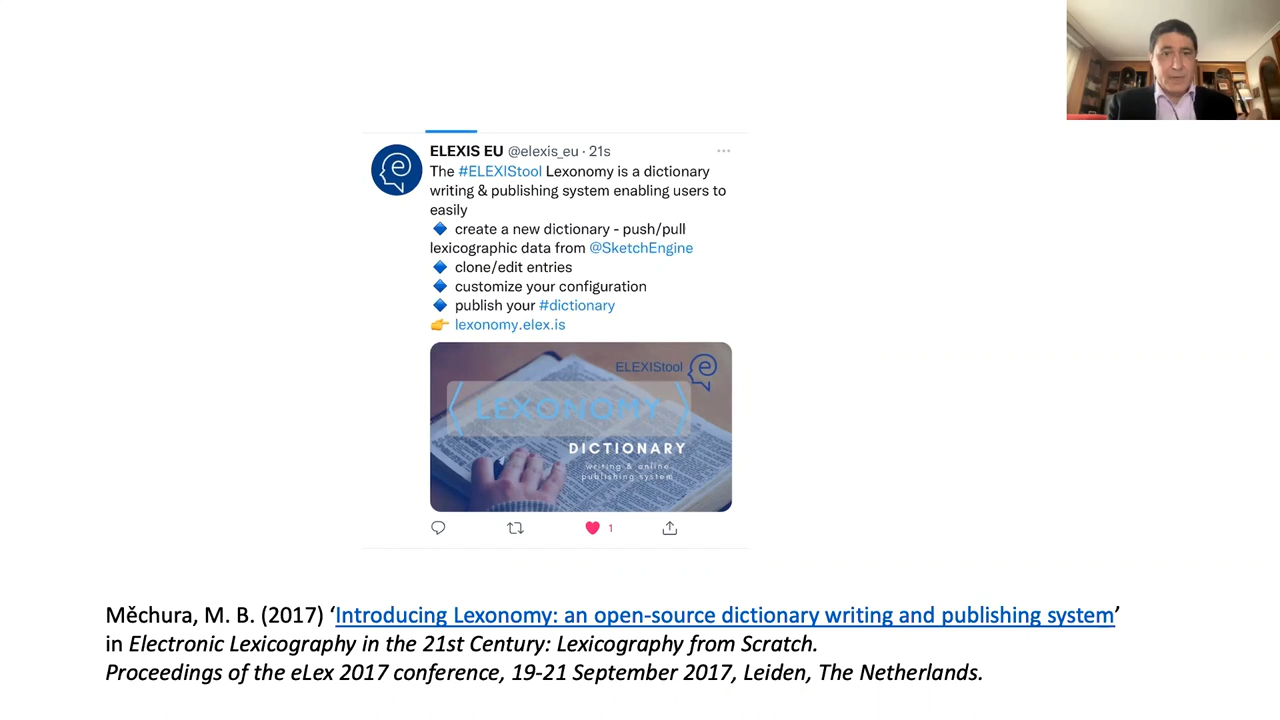 ELEXIS EU @elexis_eu · 21s
The #ELEXIStool Lexonomy is a dictionary
writing & publishing system enabling users to
easily
🔷 create a new dictionary - push/pull
lexicographic data from @SketchEngine
🔷 clone/edit entries
🔷 customize your configuration
🔷 publish your #dictionary
👉 lexonomy.elex.is
ELEXIStool
LEXONOMY
DICTIONARY
writing & online
publishing system
1
Měchura, M. B. (2017) ‘Introducing Lexonomy: an open-source dictionary writing and publishing system’
in Electronic Lexicography in the 21st Century: Lexicography from Scratch.
Proceedings of the eLex 2017 conference, 19-21 September 2017, Leiden, The Netherlands.